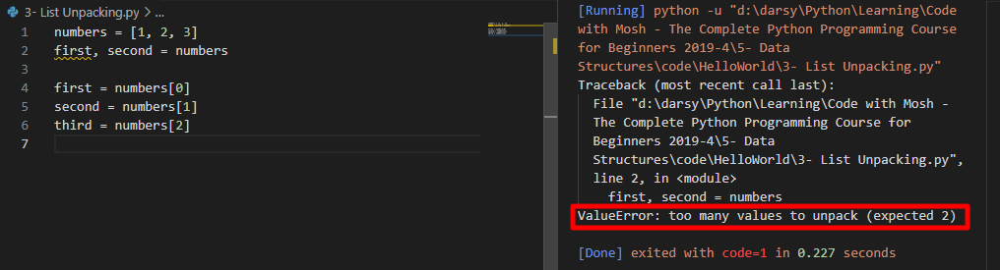 3- List Unpacking.py > ...
1 numbers = [1, 2, 3]
2 first, second = numbers
3
4 first = numbers[0]
5 second = numbers[1]
6 third = numbers[2]
7
[Running] python -u "d:\darsy\Python\Learning\Code
with Mosh - The Complete Python Programming Course
for Beginners 2019-4\5- Data
Structures\code\HelloWorld\3- List Unpacking.py"
Traceback (most recent call last):
File "d:\darsy\Python\Learning\Code with Mosh -
The Complete Python Programming Course for
Beginners 2019-4\5- Data
Structures\code\HelloWorld\3- List Unpacking.py",
line 2, in <module>
first, second = numbers
ValueError: too many values to unpack (expected 2)
[Done] exited with code=1 in 0.227 seconds